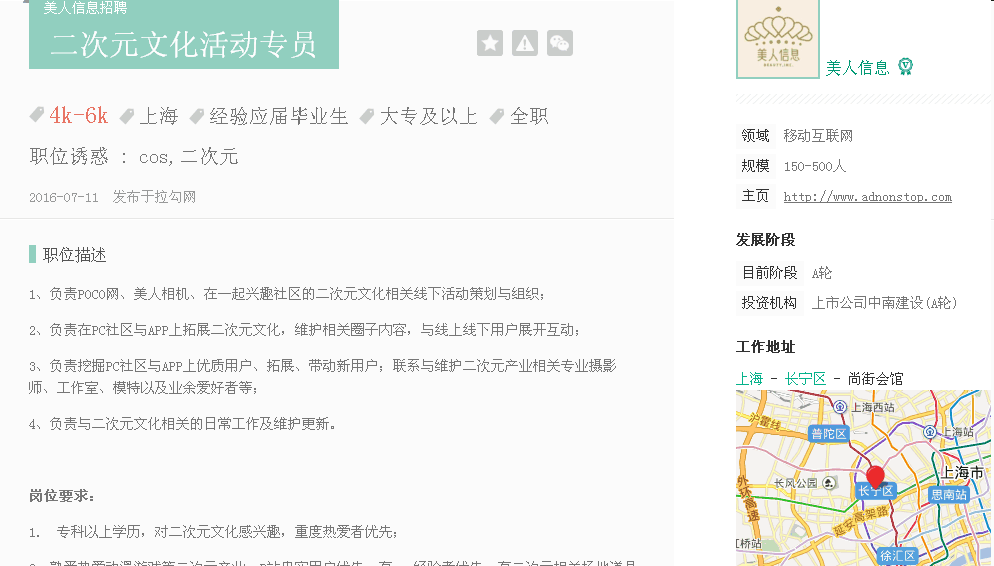 美人信息招聘
二次元文化活动专员
4k-6k 上海 经验应届毕业生 大专及以上 全职
职位诱惑 : cos, 二次元
2016-07-11 发布于拉勾网
职位描述
1、负责POCO网、美人相机、在一起兴趣社区的二次元文化相关线下活动策划与组织；
2、负责在PC社区与APP上拓展二次元文化，维护相关圈子内容，与线上线下用户展开互动；
3、负责挖掘PC社区与APP上优质用户、拓展、带动新用户；联系与维护二次元产业相关专业摄影
师、工作室、模特以及业余爱好者等；
4、负责与二次元文化相关的日常工作及维护更新。
岗位要求：
1. 专科以上学历，对二次元文化感兴趣，重度热爱者优先；
美人信息
BEAUTY.INC.
美人信息
领域 移动互联网
规模 150-500人
主页 http://www.adnonstop.com
发展阶段
目前阶段 A轮
投资机构 上市公司中南建设(A轮)
工作地址
上海 - 长宁区 - 尚街会馆
上海西站
沪霍线
普陀区
上海站
上海市
长风公园
长宁区
思南站
外环高速
延安高架路
虹桥站
徐汇区